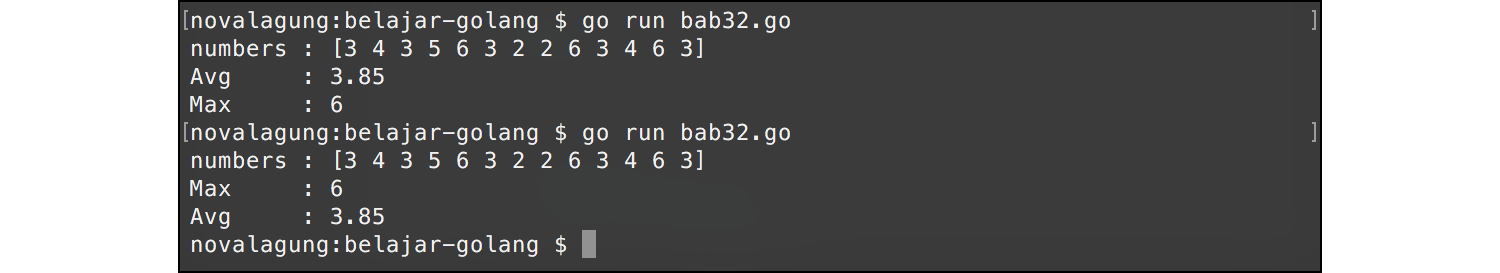 [novalagung:belajar-golang $ go run bab32.go ]
numbers : [3 4 3 5 6 3 2 2 6 3 4 6 3]
Avg     : 3.85
Max     : 6
[novalagung:belajar-golang $ go run bab32.go ]
numbers : [3 4 3 5 6 3 2 2 6 3 4 6 3]
Max     : 6
Avg     : 3.85
novalagung:belajar-golang $